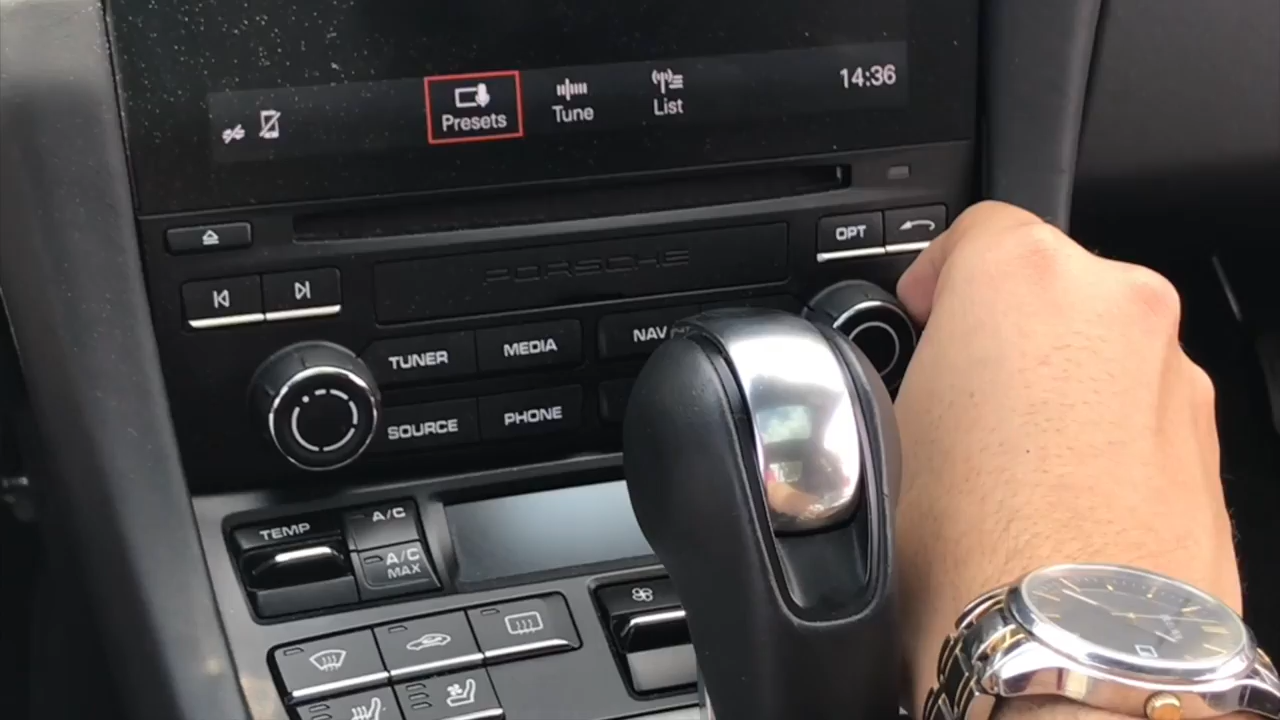 Presets
Tune
List
14:36
OPT
PORSCHE
TUNER
MEDIA
NAV
SOURCE
PHONE
TEMP
A/C
A/C
MAX